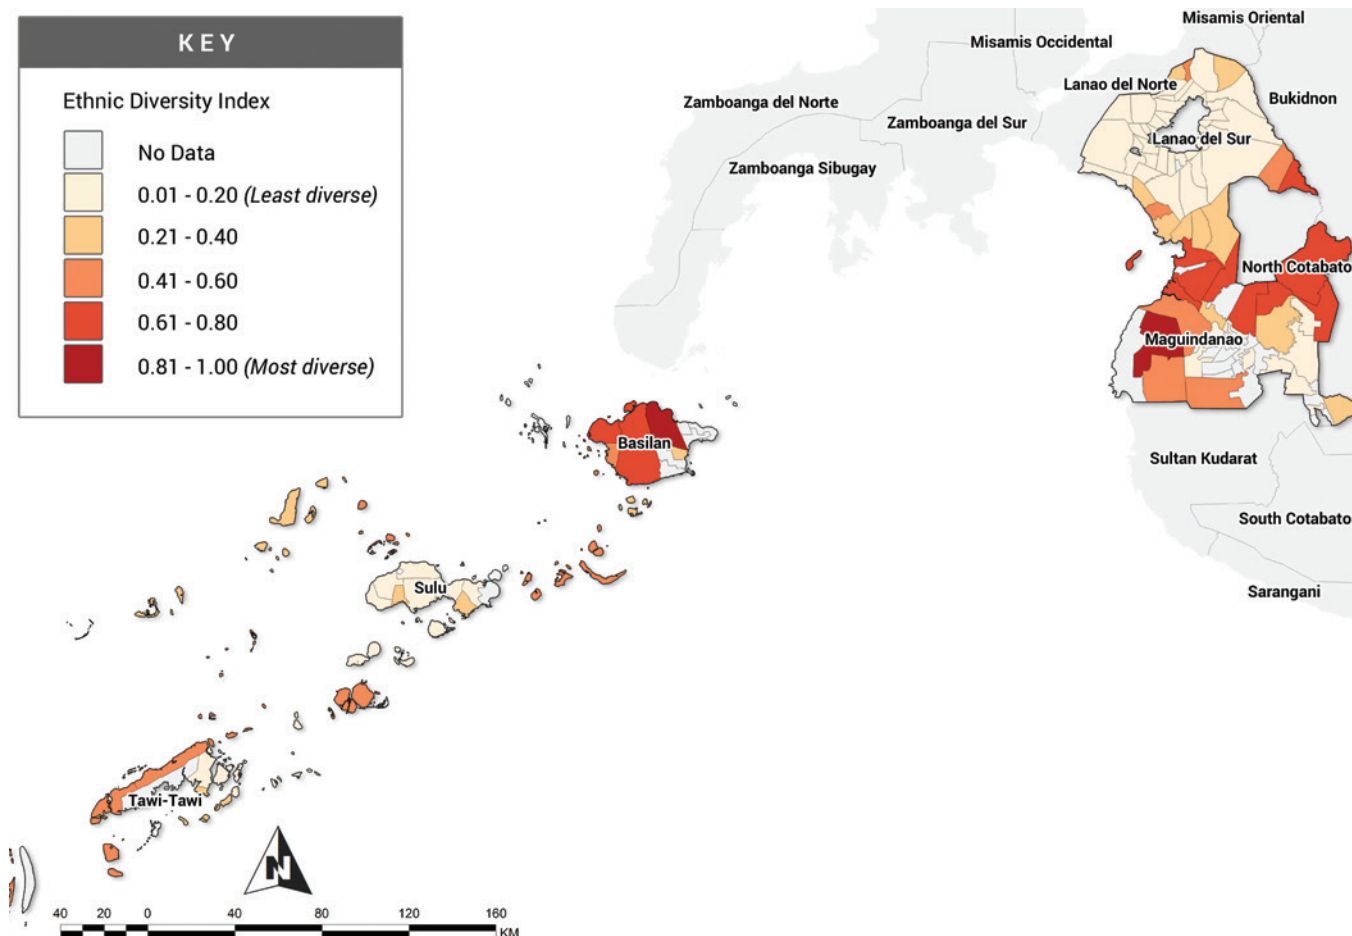 KEY
Ethnic Diversity Index
No Data
0.01 - 0.20 (Least diverse)
0.21 - 0.40
0.41 - 0.60
0.61 - 0.80
0.81 - 1.00 (Most diverse)
Misamis Oriental
Misamis Occidental
Lanao del Norte
Bukidnon
Zamboanga del Norte
Zamboanga del Sur
Lanao del Sur
Zamboanga Sibugay
North Cotabato
Maguindanao
Basilan
Sultan Kudarat
South Cotabato
Sulu
Sarangani
Tawi-Tawi
N
40 20 0 40 80 120 160
KM